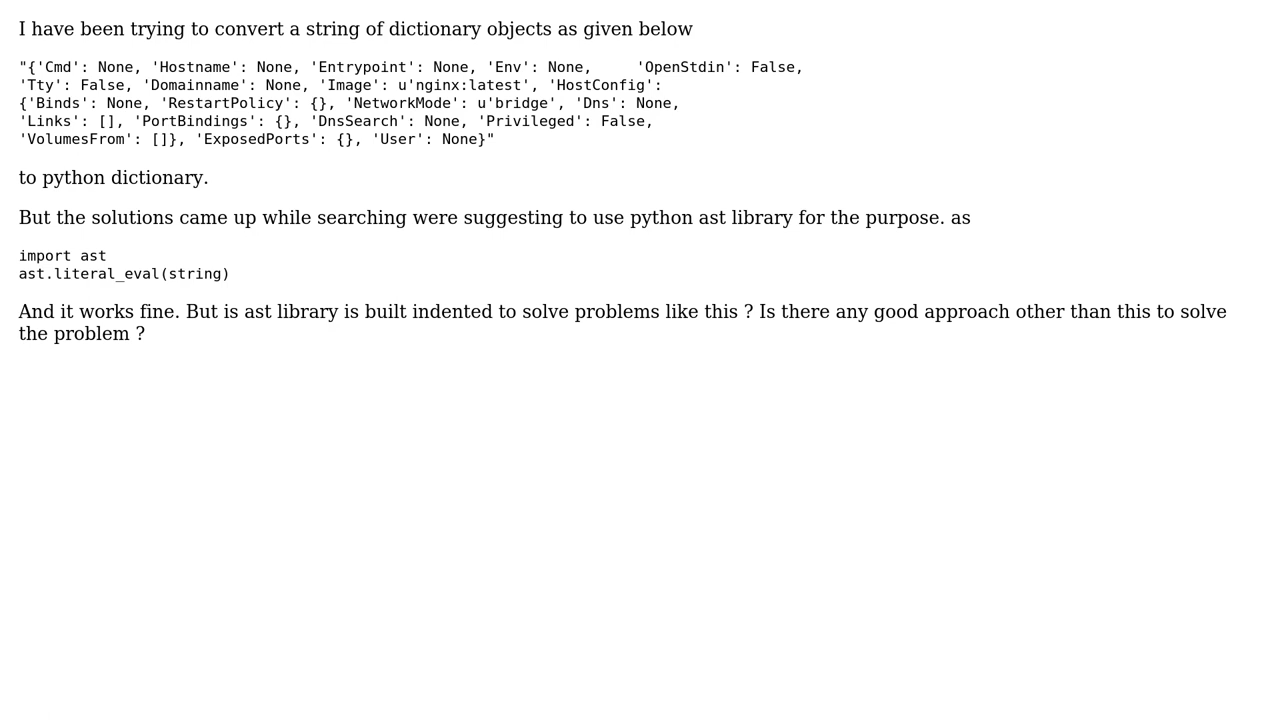 I have been trying to convert a string of dictionary objects as given below
"{'Cmd': None, 'Hostname': None, 'Entrypoint': None, 'Env': None,     'OpenStdin': False,
'Tty': False, 'Domainname': None, 'Image': u'nginx:latest', 'HostConfig':
{'Binds': None, 'RestartPolicy': {}, 'NetworkMode': u'bridge', 'Dns': None,
'Links': [], 'PortBindings': {}, 'DnsSearch': None, 'Privileged': False,
'VolumesFrom': []}, 'ExposedPorts': {}, 'User': None}"
to python dictionary.
But the solutions came up while searching were suggesting to use python ast library for the purpose. as
import ast
ast.literal_eval(string)
And it works fine. But is ast library is built indented to solve problems like this ? Is there any good approach other than this to solve
the problem ?